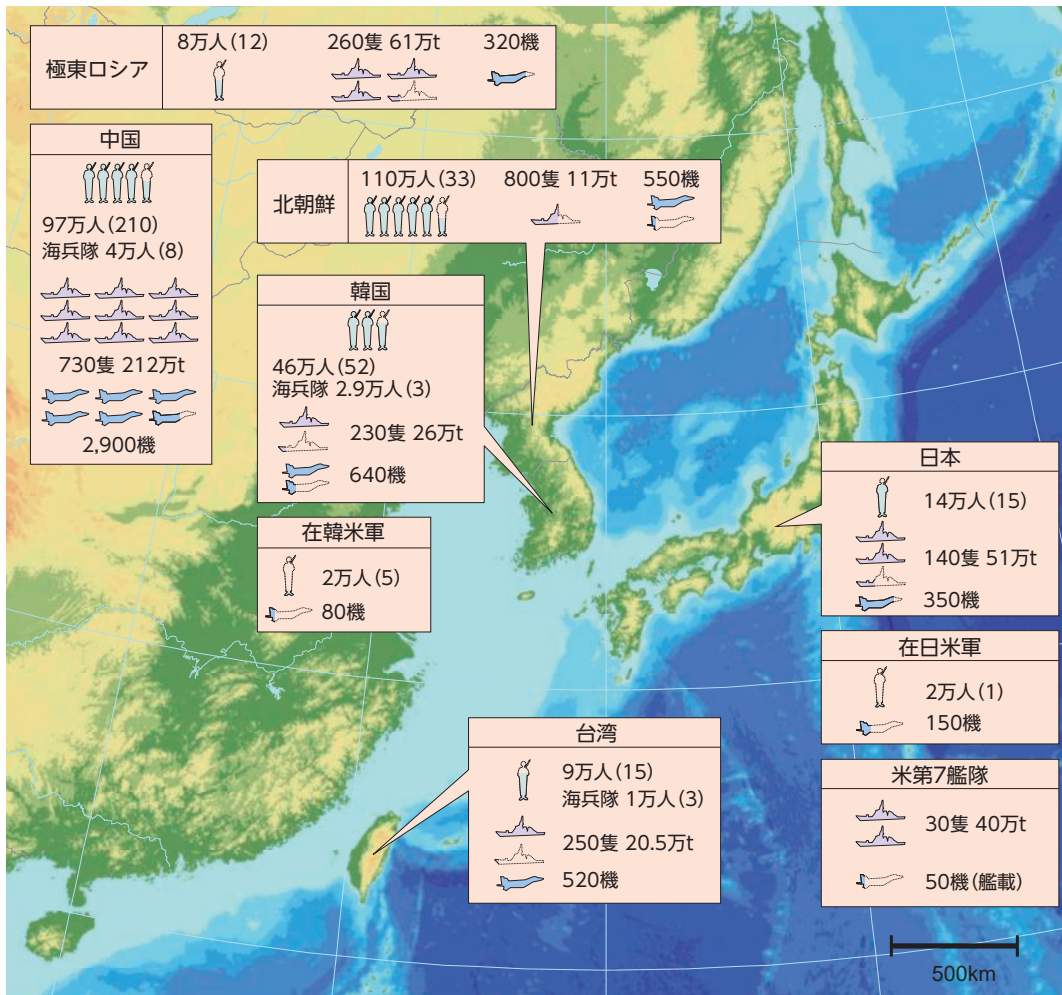 極東ロシア
8万人(12)
260隻 61万t
320機
中国
97万人(210)
海兵隊 4万人(8)
730隻 212万t
2,900機
北朝鮮
110万人(33)
800隻 11万t
550機
韓国
46万人(52)
海兵隊 2.9万人(3)
230隻 26万t
640機
在韓米軍
2万人(5)
80機
日本
14万人(15)
140隻 51万t
350機
在日米軍
2万人(1)
150機
台湾
9万人(15)
海兵隊 1万人(3)
250隻 20.5万t
520機
米第7艦隊
30隻 40万t
50機(艦載)
500km